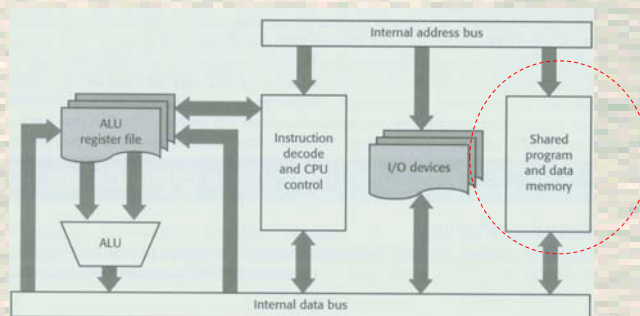 Internal address bus
ALU
register file
Instruction
decode
and CPU
control
I/O devices
Shared
program
and data
memory
ALU
Internal data bus